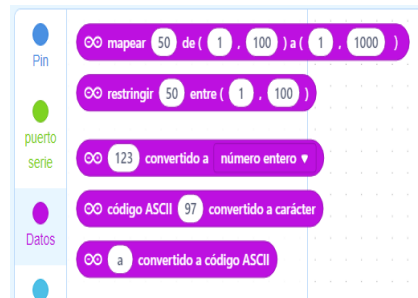 Pin
puerto
serie
Datos
mapear 50 de ( 1 , 100 ) a ( 1 , 1000 )
restringir 50 entre ( 1 , 100 )
123 convertido a número entero ▾
código ASCII 97 convertido a carácter
a convertido a código ASCII